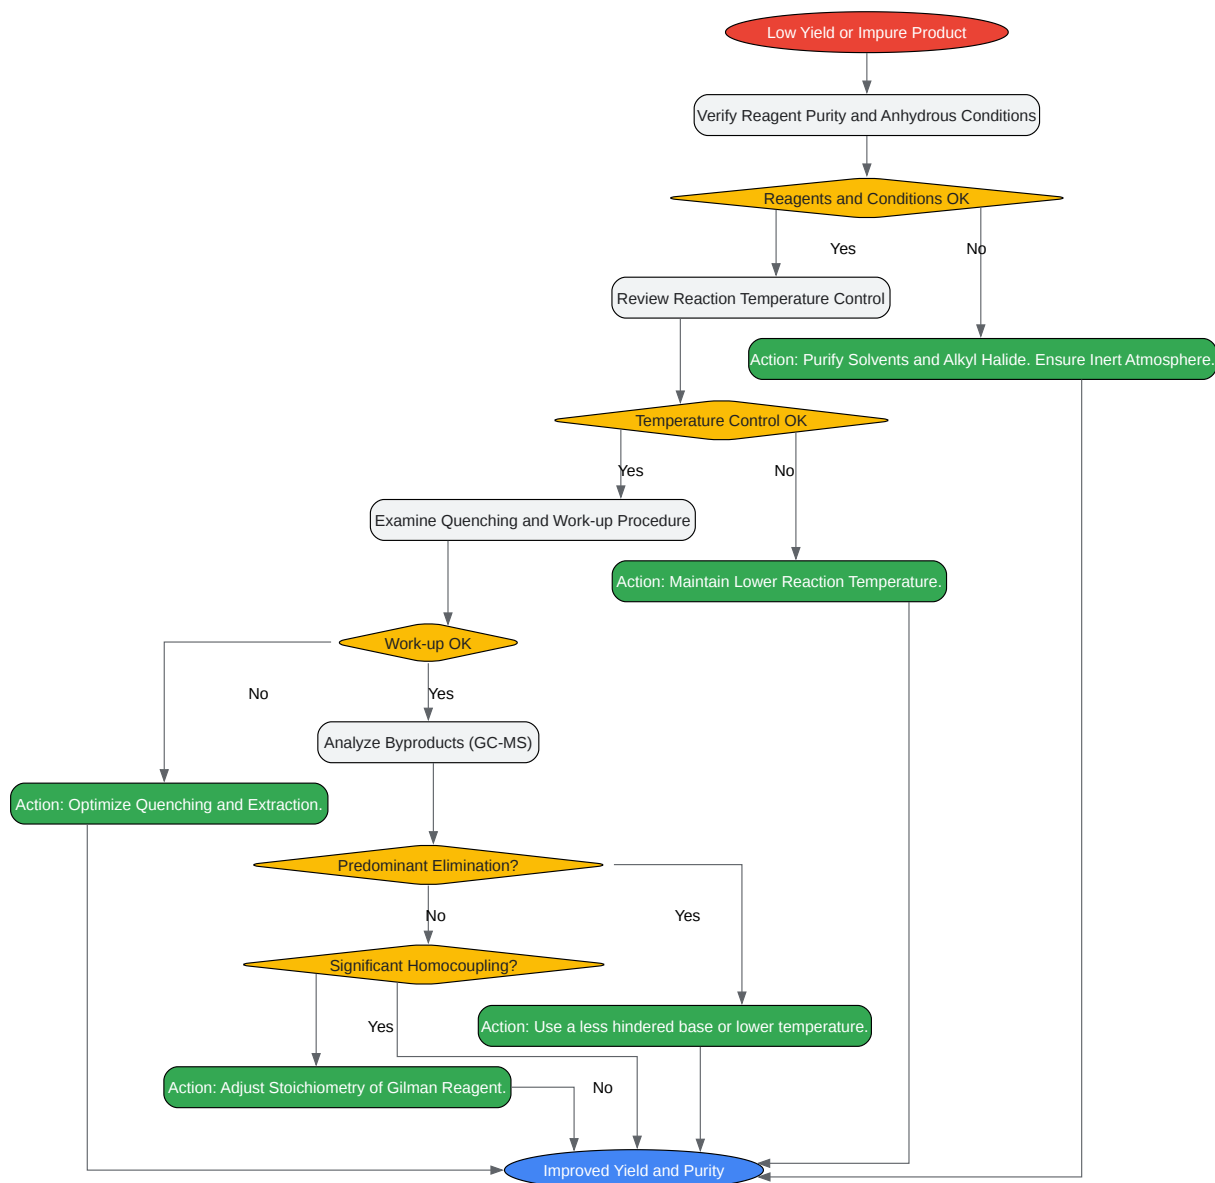 Low Yield or Impure Product
Verify Reagent Purity and Anhydrous Conditions
Reagents and Conditions OK
Yes
No
Review Reaction Temperature Control
Action: Purify Solvents and Alkyl Halide. Ensure Inert Atmosphere.
Temperature Control OK
Yes
No
Examine Quenching and Work-up Procedure
Action: Maintain Lower Reaction Temperature.
Work-up OK
No
Yes
Analyze Byproducts (GC-MS)
Action: Optimize Quenching and Extraction.
Predominant Elimination?
No
Yes
Significant Homocoupling?
Yes
Action: Use a less hindered base or lower temperature.
Action: Adjust Stoichiometry of Gilman Reagent.
No
Improved Yield and Purity